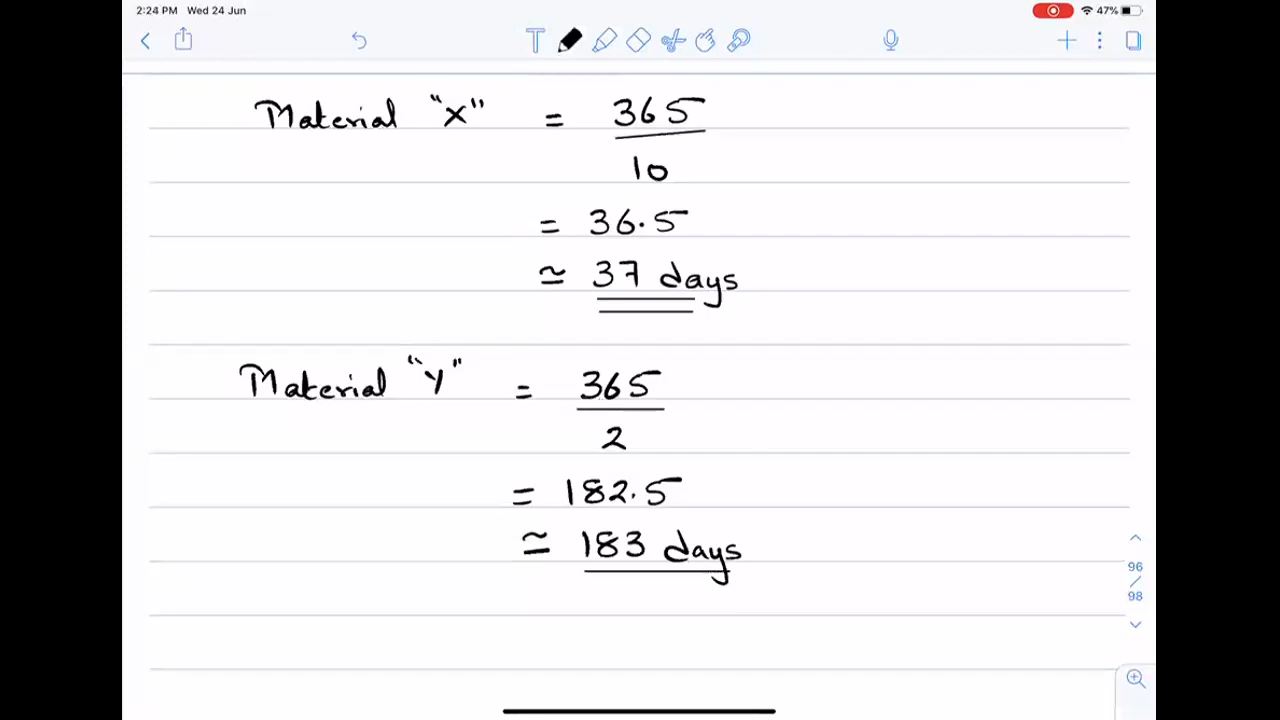 2:24 PM Wed 24 Jun
47%
T
Material "X" = 365
10
= 36.5
≃ 37 days
Material "Y" = 365
2
= 182.5
≃ 183 days
96
/
98